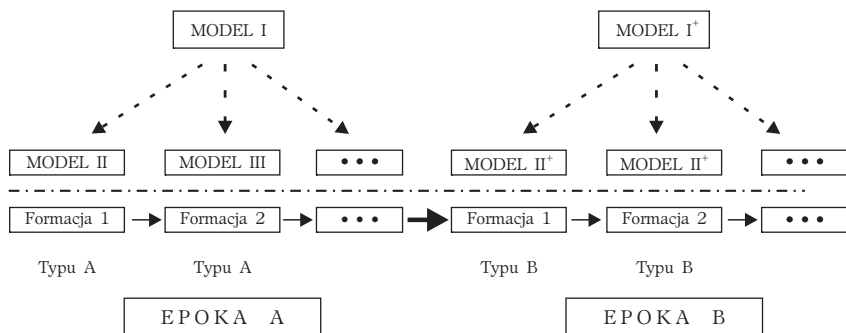 MODEL I MODEL I⁺
MODEL II MODEL III ••• MODEL II⁺ MODEL II⁺ •••
Formacja 1 Formacja 2 ••• Formacja 1 Formacja 2 •••
Typu A Typu A Typu B Typu B
EPOKA A EPOKA B